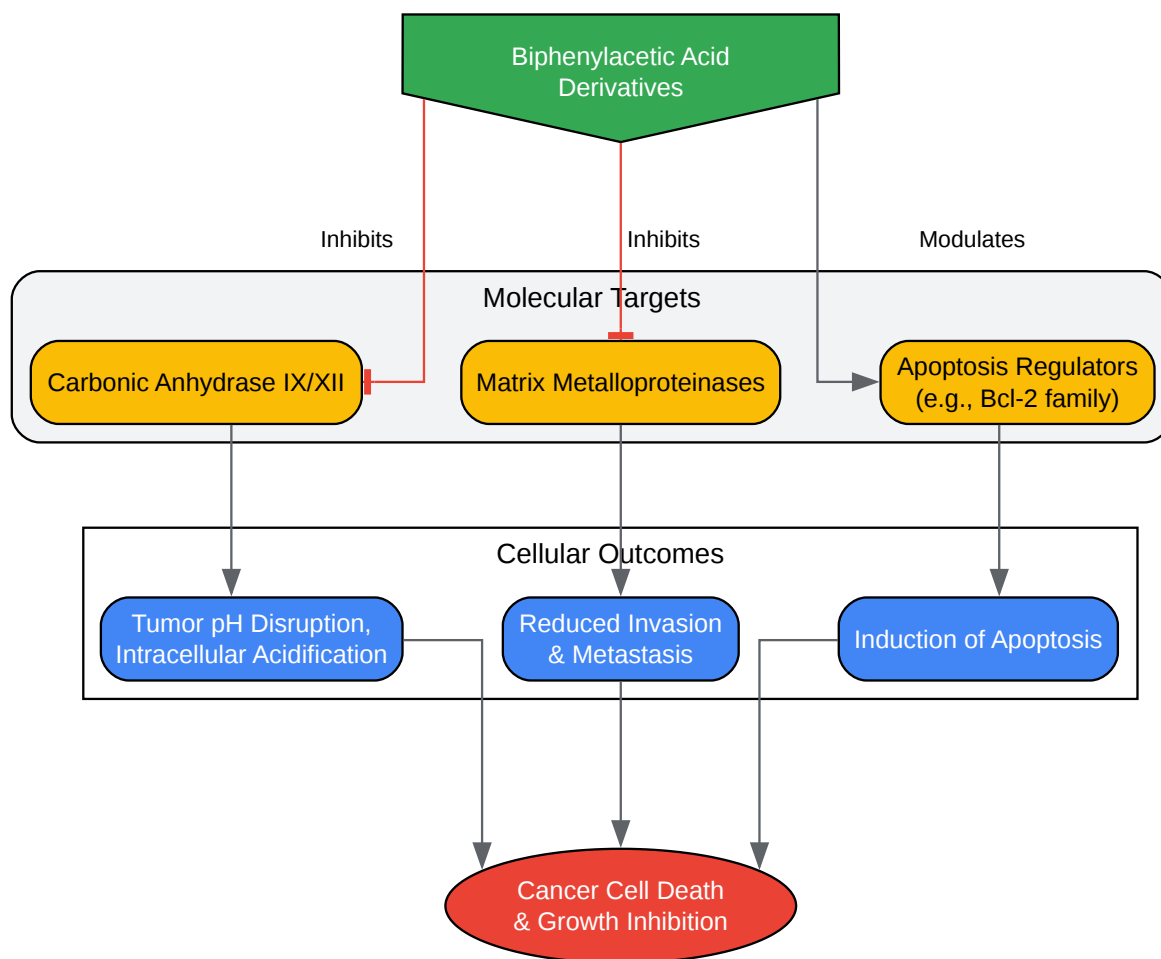 Biphenylacetic Acid
Derivatives
Inhibits
Inhibits
Modulates
Molecular Targets
Carbonic Anhydrase IX/XII
Matrix Metalloproteinases
Apoptosis Regulators
(e.g., Bcl-2 family)
Cellular Outcomes
Tumor pH Disruption,
Intracellular Acidification
Reduced Invasion
& Metastasis
Induction of Apoptosis
Cancer Cell Death
& Growth Inhibition